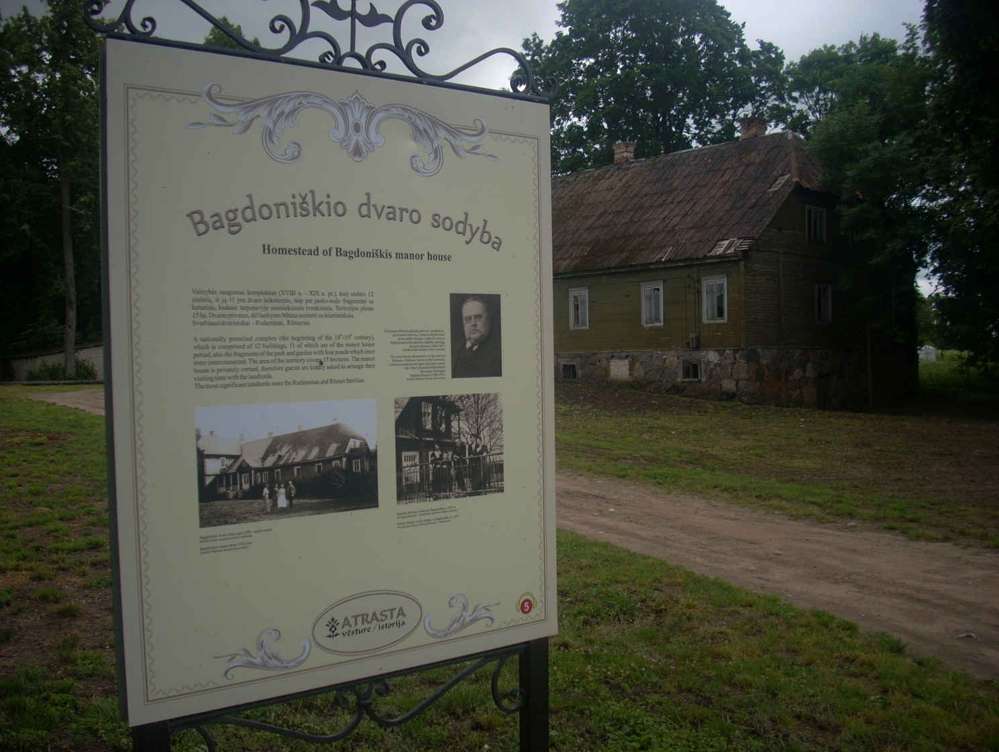 Bagdoniškio dvaro sodyba
Homestead of Bagdoniškis manor house
Valstybės saugomas kompleksas (XVIII a. - XIX a. pr.), kurį sudaro 12
statinių, iš jų 11 yra dvaro laikotarpio, taip pat parko-sodo fragmentai su
keturiais, kadaise tarpusavyje susisiekusiais tvenkiniais. Teritorijos plotas
15 ha. Dvaras privatus, dėl lankymo būtina susitarti su šeimininkais.
Svarbiausi dvarininkai - Rudaminai, Römeriai.
A nationally protected complex (the beginning of the 18th-19th century),
which is comprised of 12 buildings, 11 of which are of the manor house
period, also the fragments of the park and garden with four ponds which once
were interconnected. The area of the territory covers 15 hectares. The manor
house is privately owned, therefore guests are kindly asked to arrange their
visiting time with the landlords.
The most significant landlords were the Rudaminas and Römer families.
ATRASTA
vēsture / istorija
5